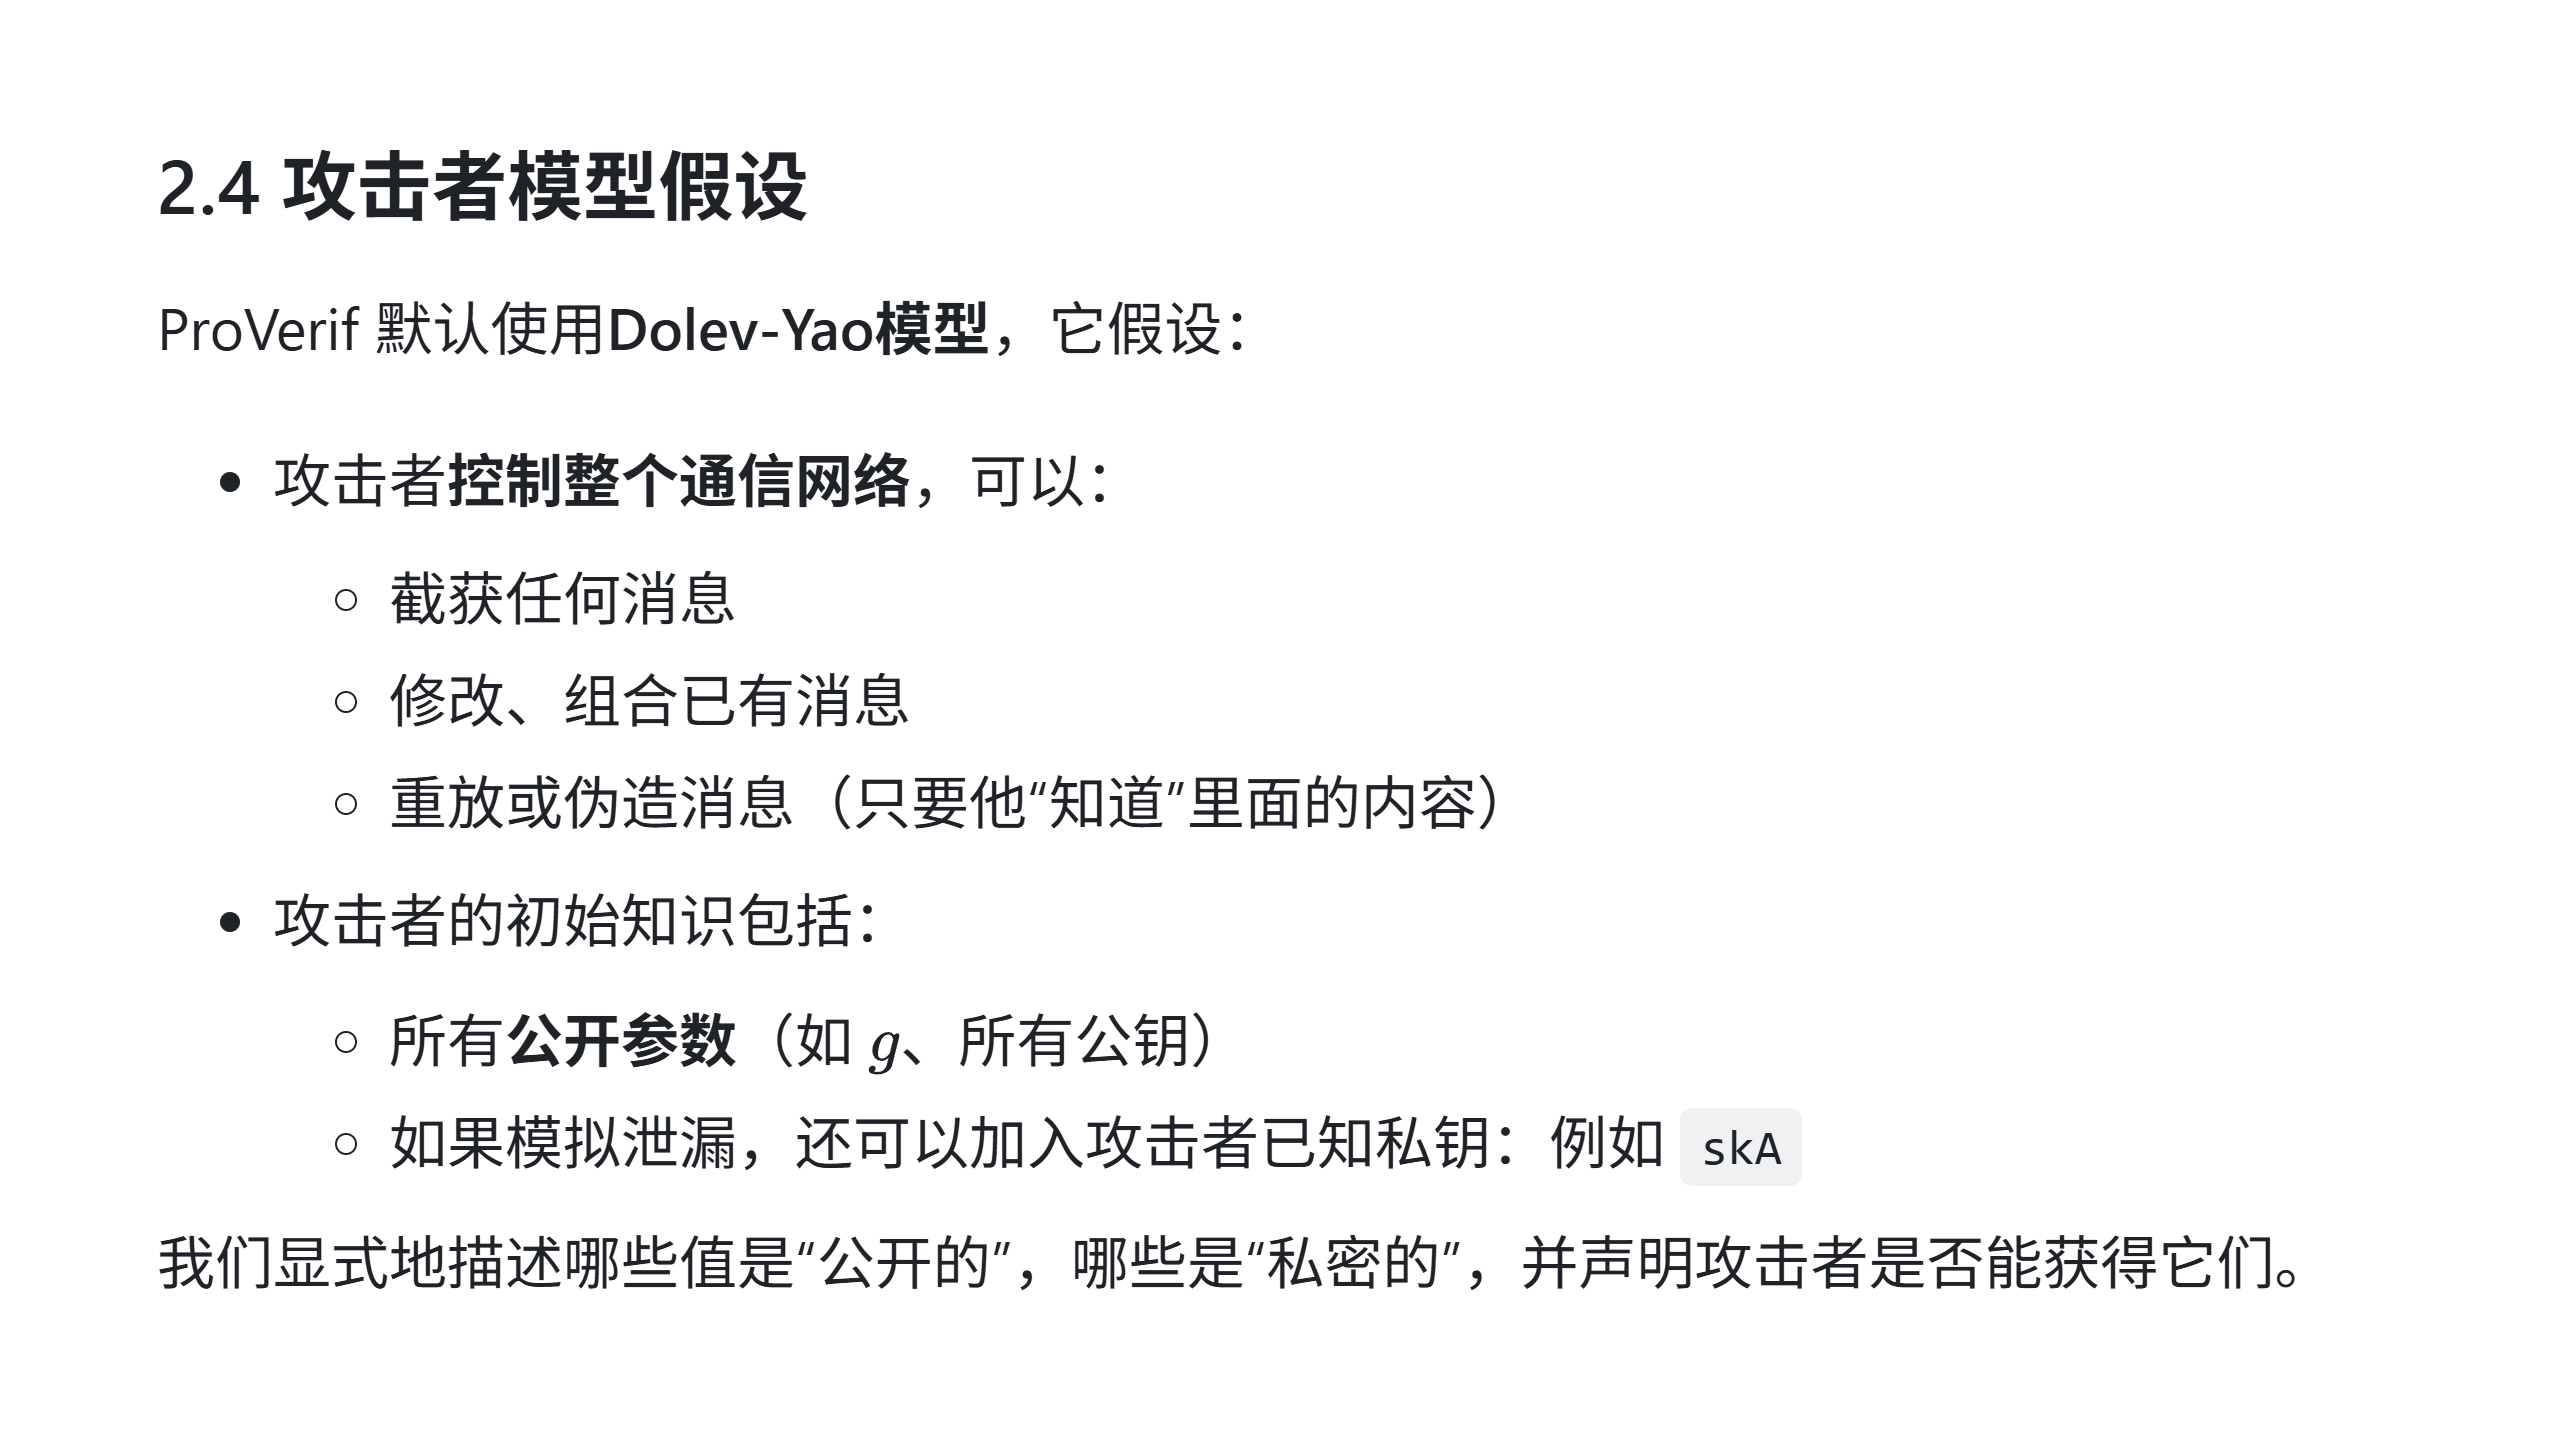 2.4 攻击者模型假设
ProVerif 默认使用Dolev-Yao模型，它假设：
攻击者控制整个通信网络，可以：
截获任何消息
修改、组合已有消息
重放或伪造消息（只要他“知道”里面的内容）
攻击者的初始知识包括：
所有公开参数（如 g、所有公钥）
如果模拟泄漏，还可以加入攻击者已知私钥：例如 skA
我们显式地描述哪些值是“公开的”，哪些是“私密的”，并声明攻击者是否能获得它们。